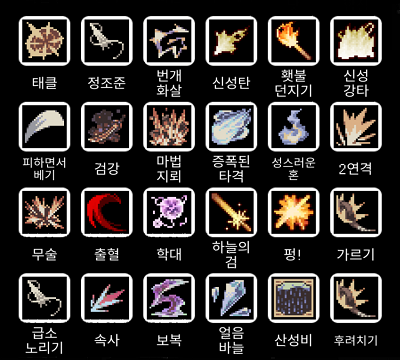 태클 정조준 번개 화살 신성탄 횃불 던지기 신성 강타
피하면서 베기 검강 마법 지뢰 증폭된 타격 성스러운 혼 2연격
무술 출혈 학대 하늘의 검 펑! 가르기
급소 노리기 속사 보복 얼음 바늘 산성비 후려치기